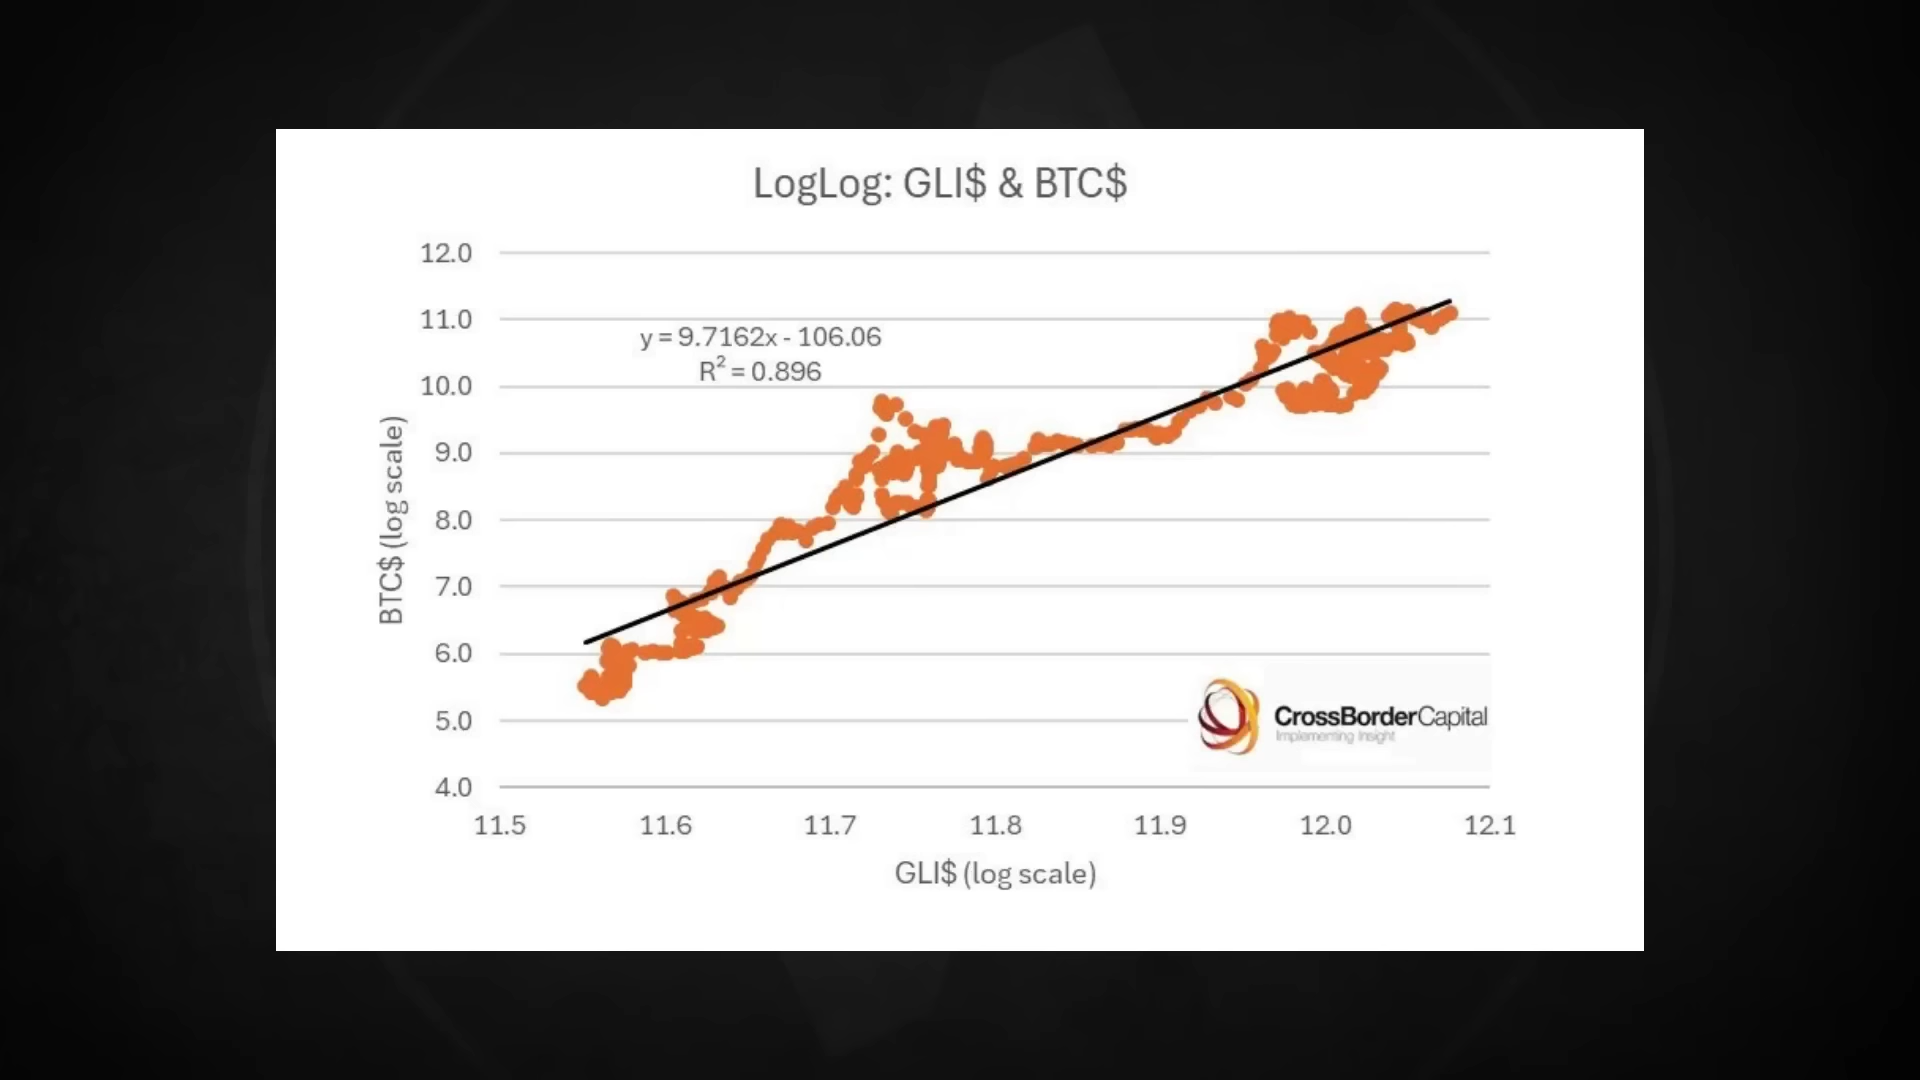 LogLog: GLI$ & BTC$
12.0
11.0
y = 9.7162x - 106.06
R² = 0.896
10.0
9.0
8.0
7.0
6.0
5.0
4.0
BTC$ (log scale)
CrossBorderCapital
Implementing Insight
11.5 11.6 11.7 11.8 11.9 12.0 12.1
GLI$ (log scale)